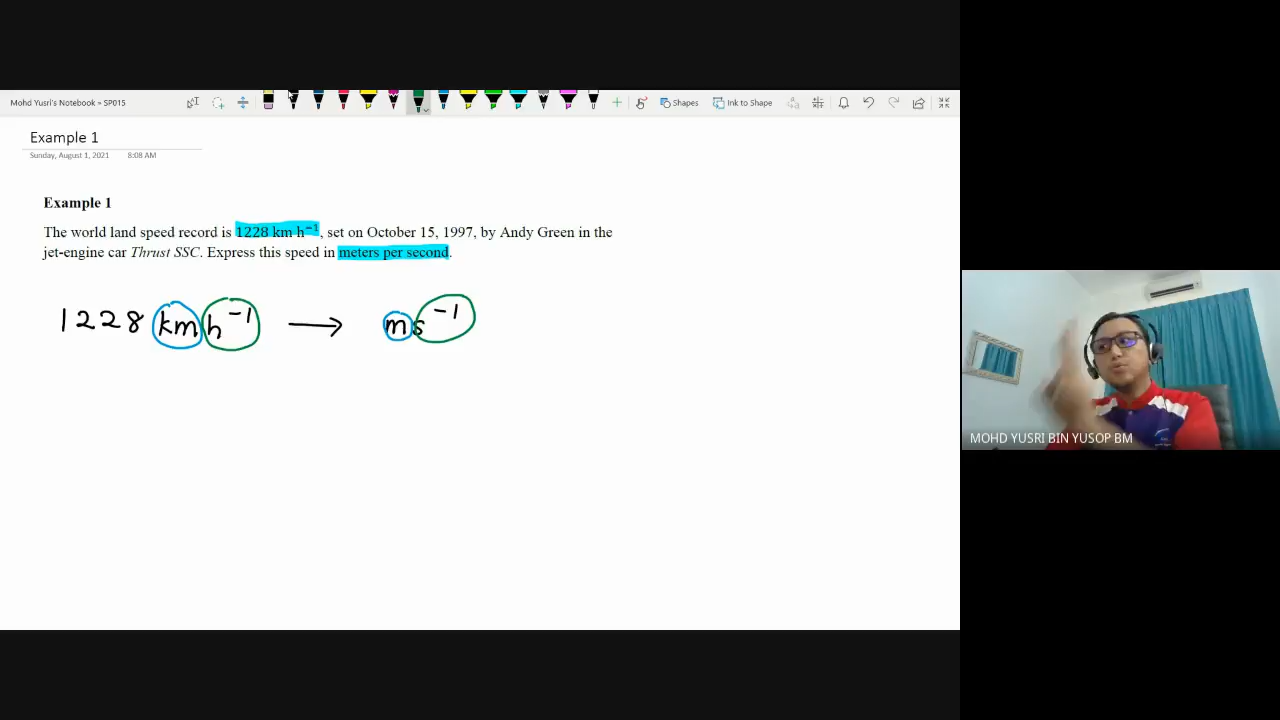 Mohd Yusri's Notebook » SP015
Shapes
Ink to Shape
Example 1
Sunday, August 1, 2021 8:08 AM
Example 1
The world land speed record is 1228 km h⁻¹, set on October 15, 1997, by Andy Green in the
jet-engine car Thrust SSC. Express this speed in meters per second.
1228 km h⁻¹ → m s⁻¹
MOHD YUSRI BIN YUSOP BM